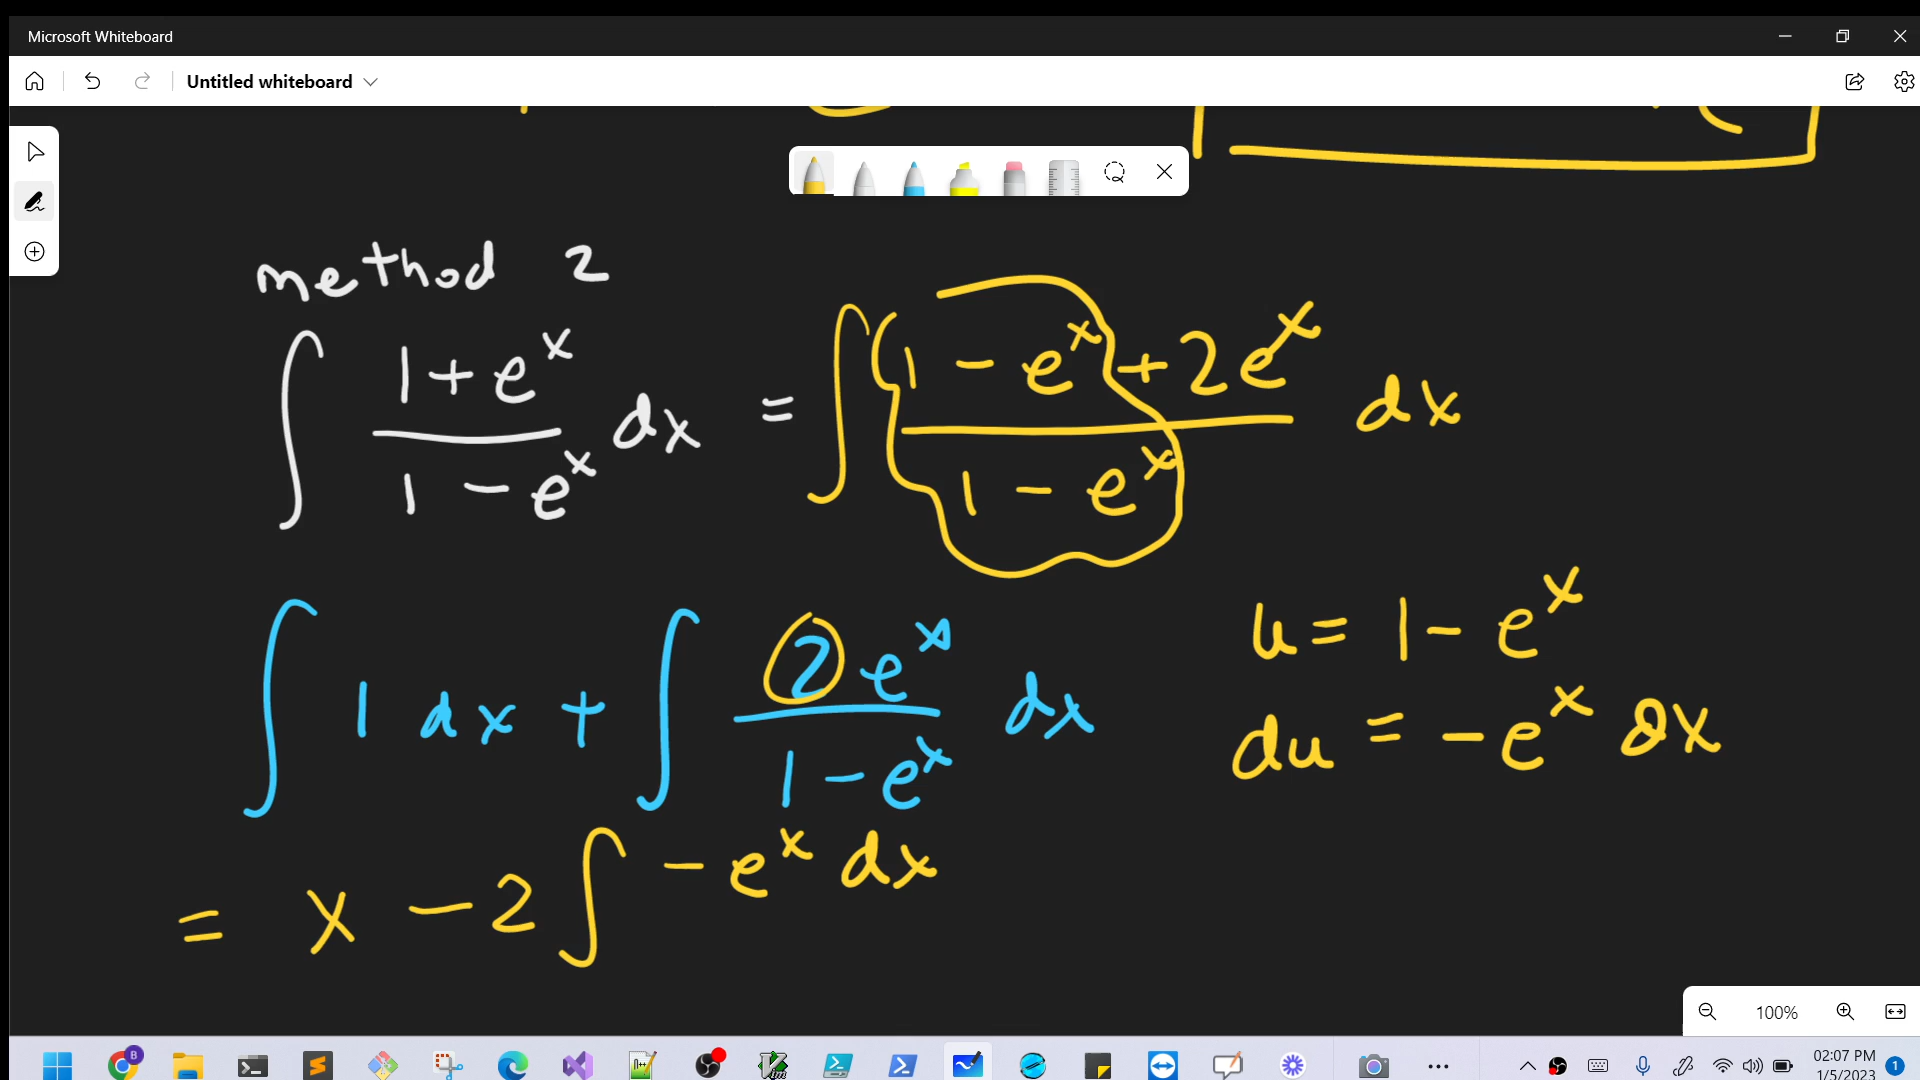 Microsoft Whiteboard
Untitled whiteboard
method 2
∫ (1 + e^x)/(1 - e^x) dx = ∫ (1 - e^x + 2e^x)/(1 - e^x) dx
∫ 1 dx + ∫ 2e^x/(1 - e^x) dx
u = 1 - e^x
du = -e^x dx
= x - 2 ∫ -e^x dx
100%
02:07 PM
1/5/2023
1